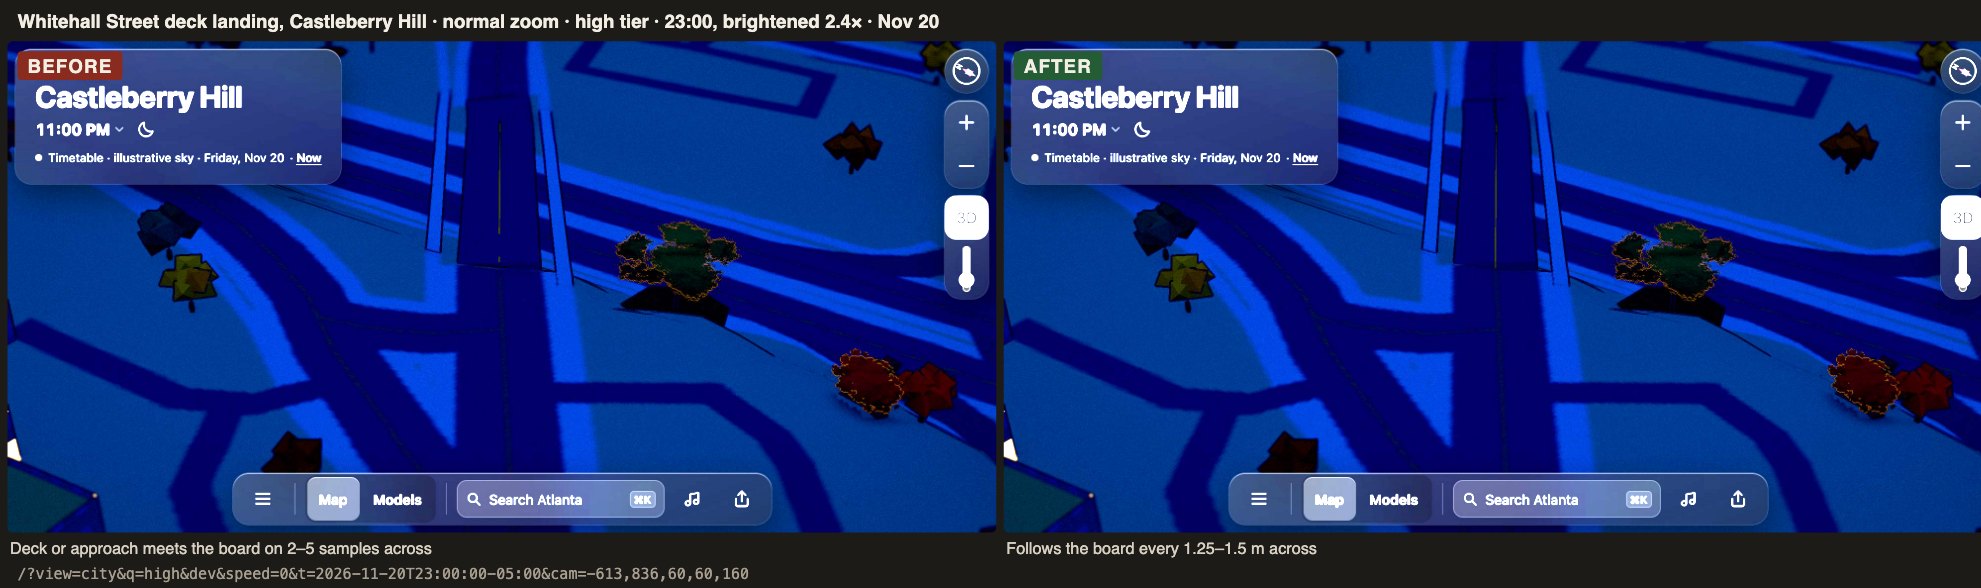 Whitehall Street deck landing, Castleberry Hill · normal zoom · high tier · 23:00, brightened 2.4× · Nov 20
BEFORE
Castleberry Hill
11:00 PM
Timetable · illustrative sky · Friday, Nov 20 · Now
3D
Map Models Search Atlanta ⌘K
Deck or approach meets the board on 2–5 samples across
AFTER
Castleberry Hill
11:00 PM
Timetable · illustrative sky · Friday, Nov 20 · Now
3D
Map Models Search Atlanta ⌘K
Follows the board every 1.25–1.5 m across
/?view=city&q=high&dev&speed=0&t=2026-11-20T23:00:00-05:00&cam=-613,836,60,60,160